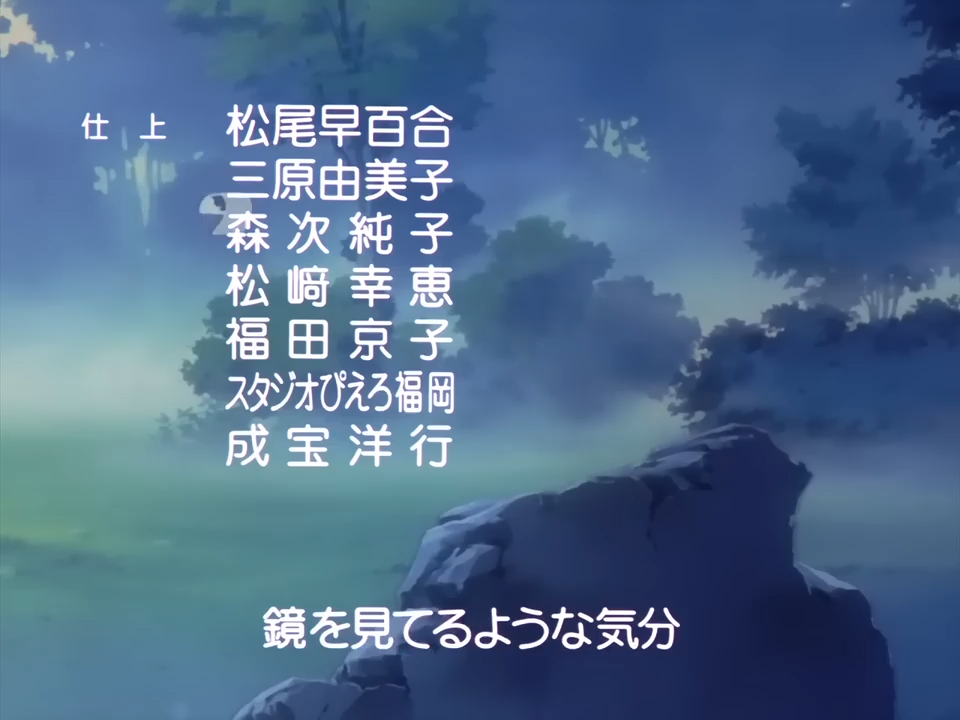 仕上 松尾早百合
三原由美子
森次純子
松﨑幸恵
福田京子
スタジオぴえろ福岡
成宝洋行
鏡を見てるような気分